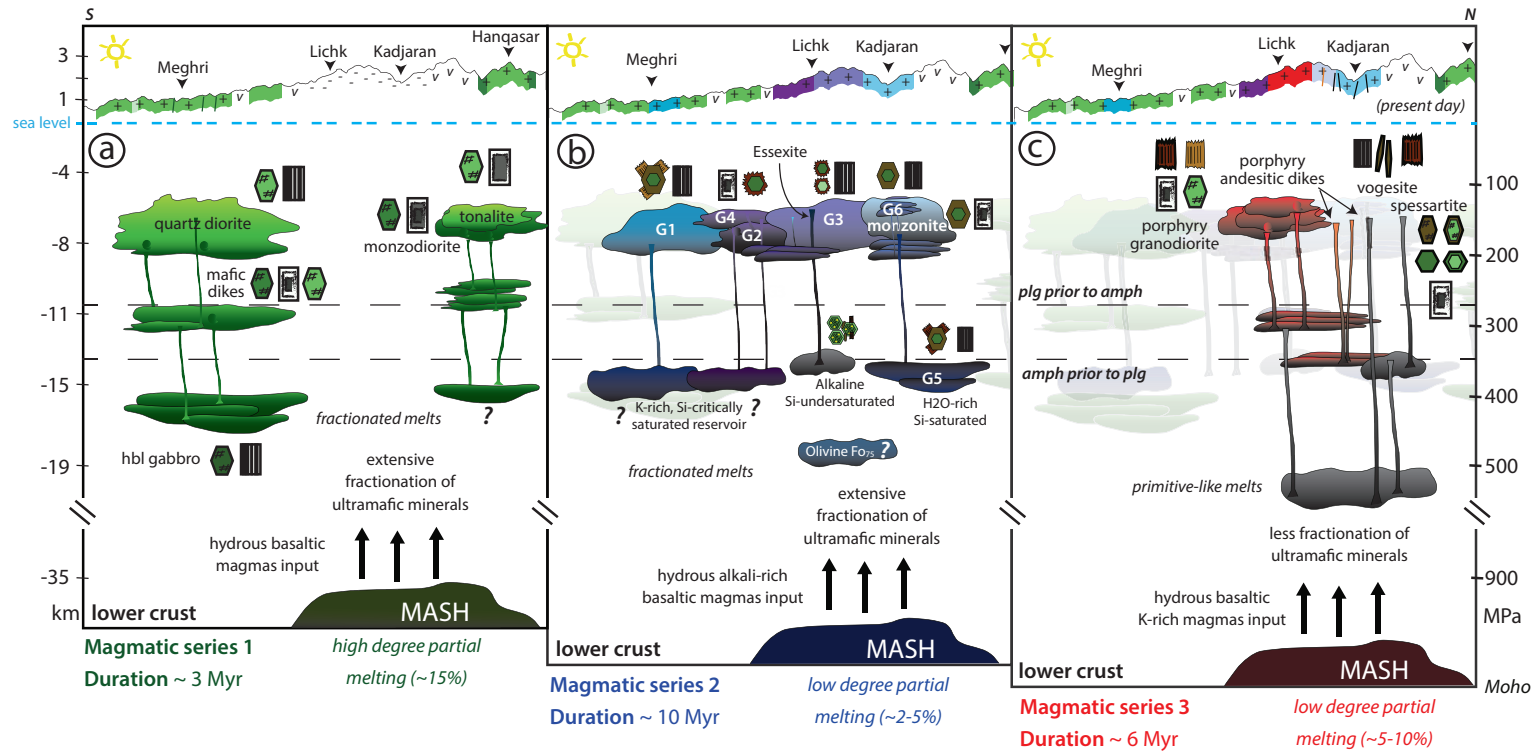 S
N
3
1
sea level
-4
-8
-11
-15
-19
-35
km
Meghri
Lichk
Kadjaran
Hanqasar
v
v
v
v
a
quartz diorite
tonalite
monzodiorite
mafic
dikes
fractionated melts
?
hbl gabbro
extensive
fractionation of
ultramafic minerals
hydrous basaltic
magmas input
lower crust
MASH
Magmatic series 1
Duration ~ 3 Myr
high degree partial
melting (~15%)
Meghri
Lichk
Kadjaran
v
v
v
v
v
b
Essexite
G1
G4
G2
G3
G6
monzonite
?
K-rich, Si-critically
saturated reservoir
?
Alkaline
Si-undersaturated
G5
H2O-rich
Si-saturated
Olivine Fo75 ?
fractionated melts
extensive
fractionation of
ultramafic minerals
hydrous alkali-rich
basaltic magmas input
lower crust
MASH
Magmatic series 2
Duration ~ 10 Myr
low degree partial
melting (~2-5%)
Meghri
Lichk
Kadjaran
v
v
v
v
v
(present day)
c
porphyry
andesitic dikes
vogesite
spessartite
porphyry
granodiorite
plg prior to amph
amph prior to plg
primitive-like melts
less fractionation of
ultramafic minerals
hydrous basaltic
K-rich magmas input
lower crust
MASH
100
200
300
400
500
900
MPa
Moho
Magmatic series 3
Duration ~ 6 Myr
low degree partial
melting (~5-10%)